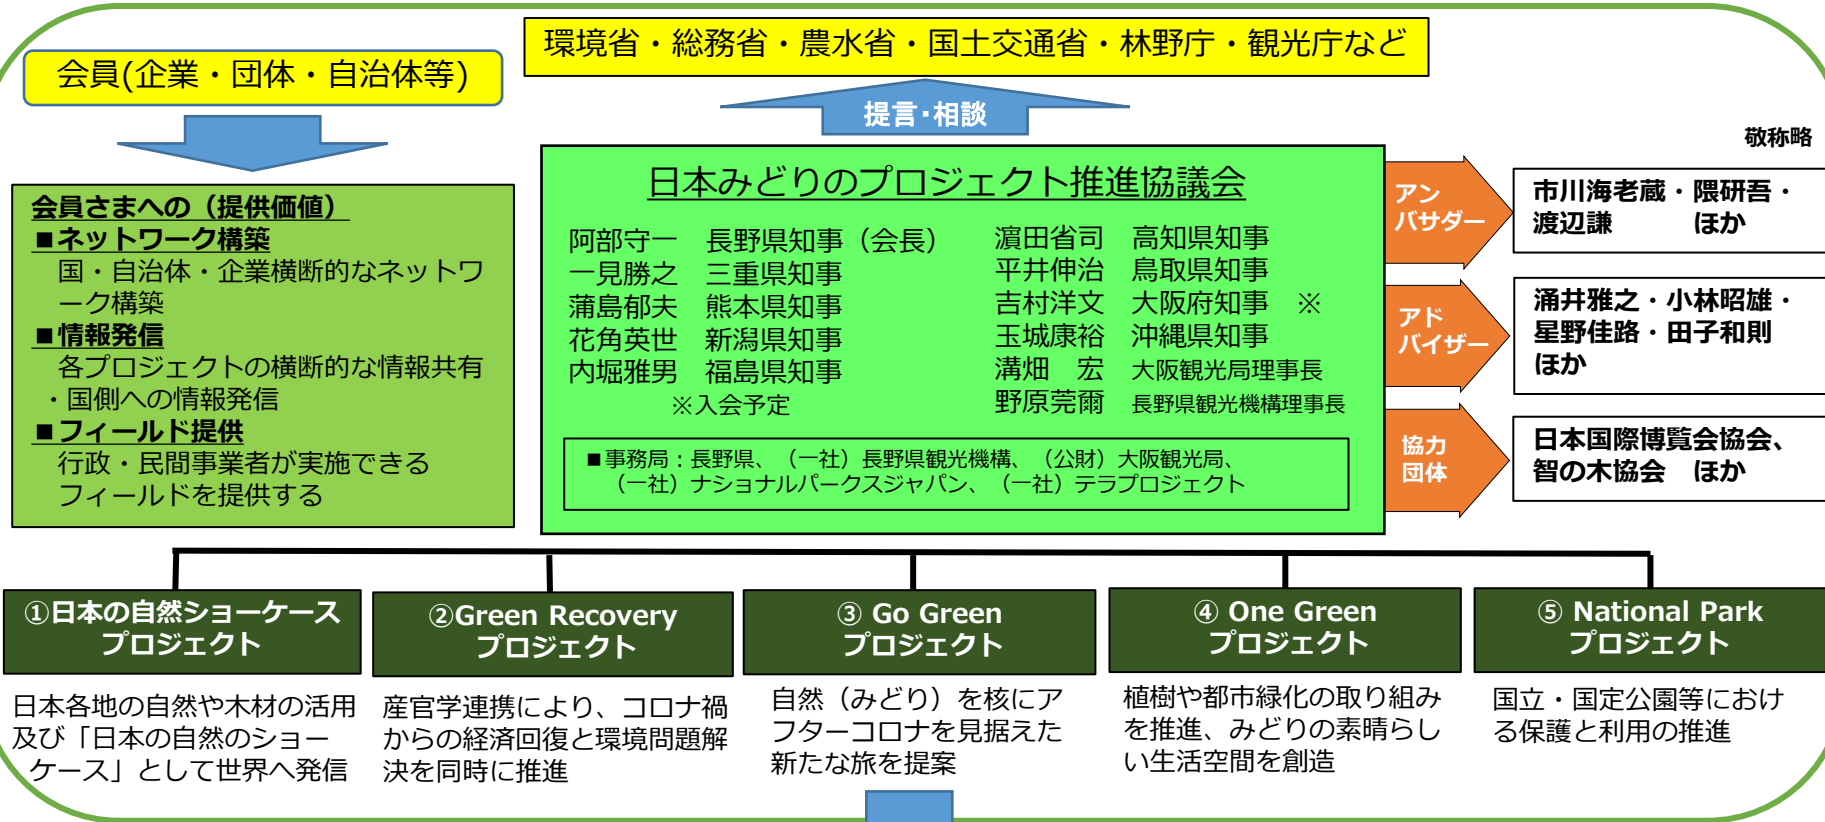 環境省・総務省・農水省・国土交通省・林野庁・観光庁など
会員(企業・団体・自治体等)
提言・相談
敬称略
会員さまへの（提供価値）
■ネットワーク構築
国・自治体・企業横断的なネットワ
ーク構築
■情報発信
各プロジェクトの横断的な情報共有
・国側への情報発信
■フィールド提供
行政・民間事業者が実施できる
フィールドを提供する
日本みどりのプロジェクト推進協議会
阿部守一　長野県知事（会長）
一見勝之　三重県知事
蒲島郁夫　熊本県知事
花角英世　新潟県知事
内堀雅男　福島県知事
※入会予定
濵田省司　高知県知事
平井伸治　鳥取県知事
吉村洋文　大阪府知事　※
玉城康裕　沖縄県知事
溝畑　宏　大阪観光局理事長
野原莞爾　長野県観光機構理事長
■事務局：長野県、（一社）長野県観光機構、（公財）大阪観光局、
（一社）ナショナルパークスジャパン、（一社）テラプロジェクト
アン
バサダー
市川海老蔵・隈研吾・
渡辺謙　　ほか
アド
バイザー
涌井雅之・小林昭雄・
星野佳路・田子和則
ほか
協力
団体
日本国際博覧会協会、
智の木協会　ほか
①日本の自然ショーケース
プロジェクト
日本各地の自然や木材の活用
及び「日本の自然のショー
ケース」として世界へ発信
②Green Recovery
プロジェクト
産官学連携により、コロナ禍
からの経済回復と環境問題解
決を同時に推進
③ Go Green
プロジェクト
自然（みどり）を核にア
フターコロナを見据えた
新たな旅を提案
④ One Green
プロジェクト
植樹や都市緑化の取り組み
を推進、みどりの素晴らし
い生活空間を創造
⑤ National Park
プロジェクト
国立・国定公園等におけ
る保護と利用の推進